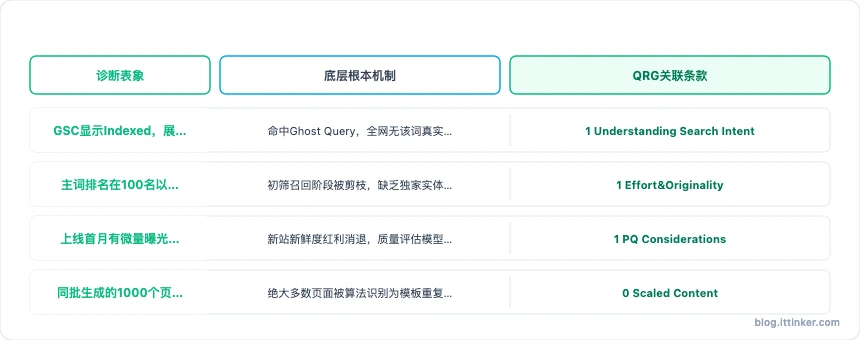 诊断表象
底层根本机制
QRG关联条款
GSC显示Indexed，展...
命中Ghost Query，全网无该词真实...
1 Understanding Search Intent
主词排名在100名以...
初筛召回阶段被剪枝，缺乏独家实体...
1 Effort&Originality
上线首月有微量曝光...
新站新鲜度红利消退，质量评估模型...
1 PQ Considerations
同批生成的1000个页...
绝大多数页面被算法识别为模板重复...
0 Scaled Content
blog.ittinker.com